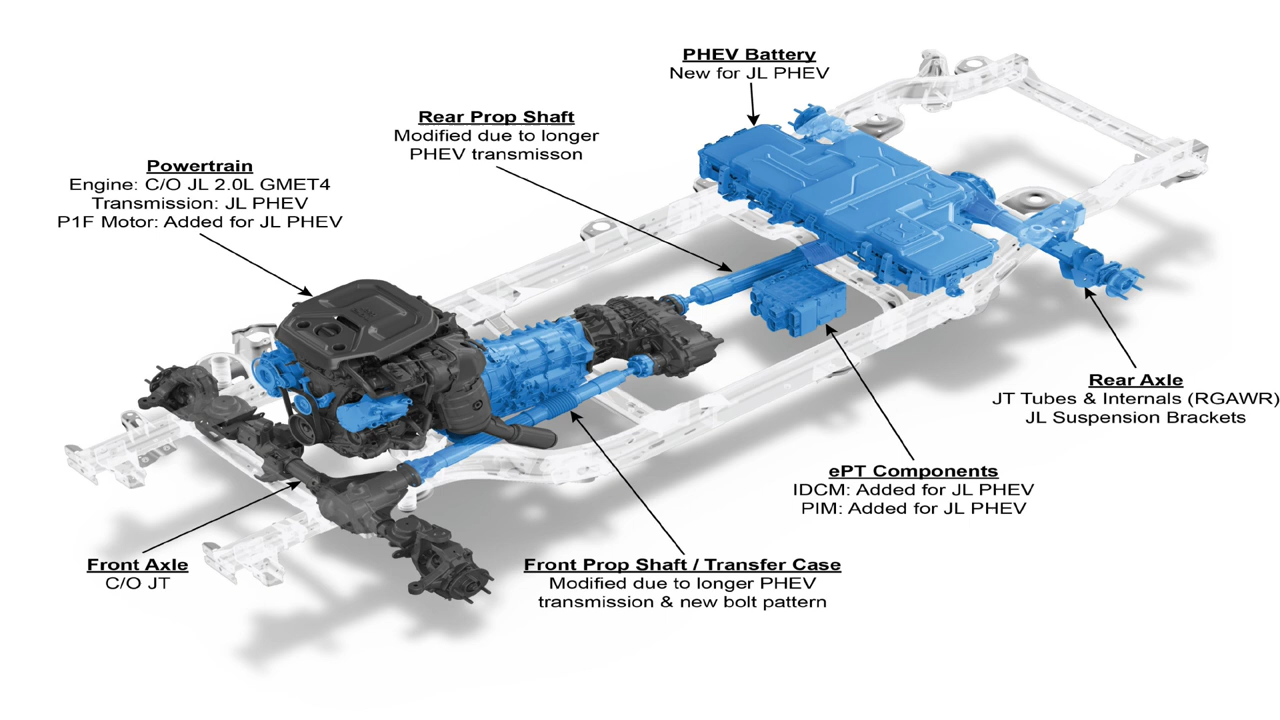 PHEV Battery
New for JL PHEV
Rear Prop Shaft
Modified due to longer
PHEV transmisson
Powertrain
Engine: C/O JL 2.0L GMET4
Transmission: JL PHEV
P1F Motor: Added for JL PHEV
Rear Axle
JT Tubes & Internals (RGAWR)
JL Suspension Brackets
ePT Components
IDCM: Added for JL PHEV
PIM: Added for JL PHEV
Front Axle
C/O JT
Front Prop Shaft / Transfer Case
Modified due to longer PHEV
transmission & new bolt pattern